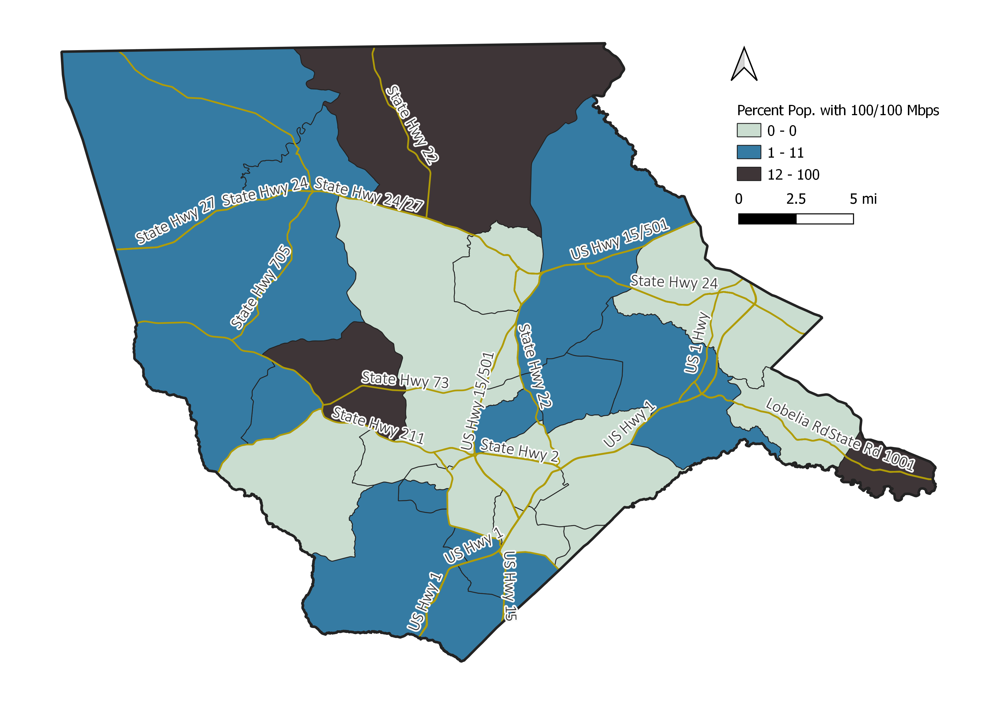 Percent Pop. with 100/100 Mbps
0 - 0
1 - 11
12 - 100
0 2.5 5 mi
State Hwy 22
State Hwy 27
State Hwy 24
State Hwy 24/27
US Hwy 15/501
State Hwy 705
State Hwy 24
US 1 Hwy
State Hwy 22
State Hwy 73
US Hwy 15/501
State Hwy 211
State Hwy 2
US Hwy 1
Lobelia Rd
State Rd 1001
US Hwy 1
US Hwy 1
US Hwy 15